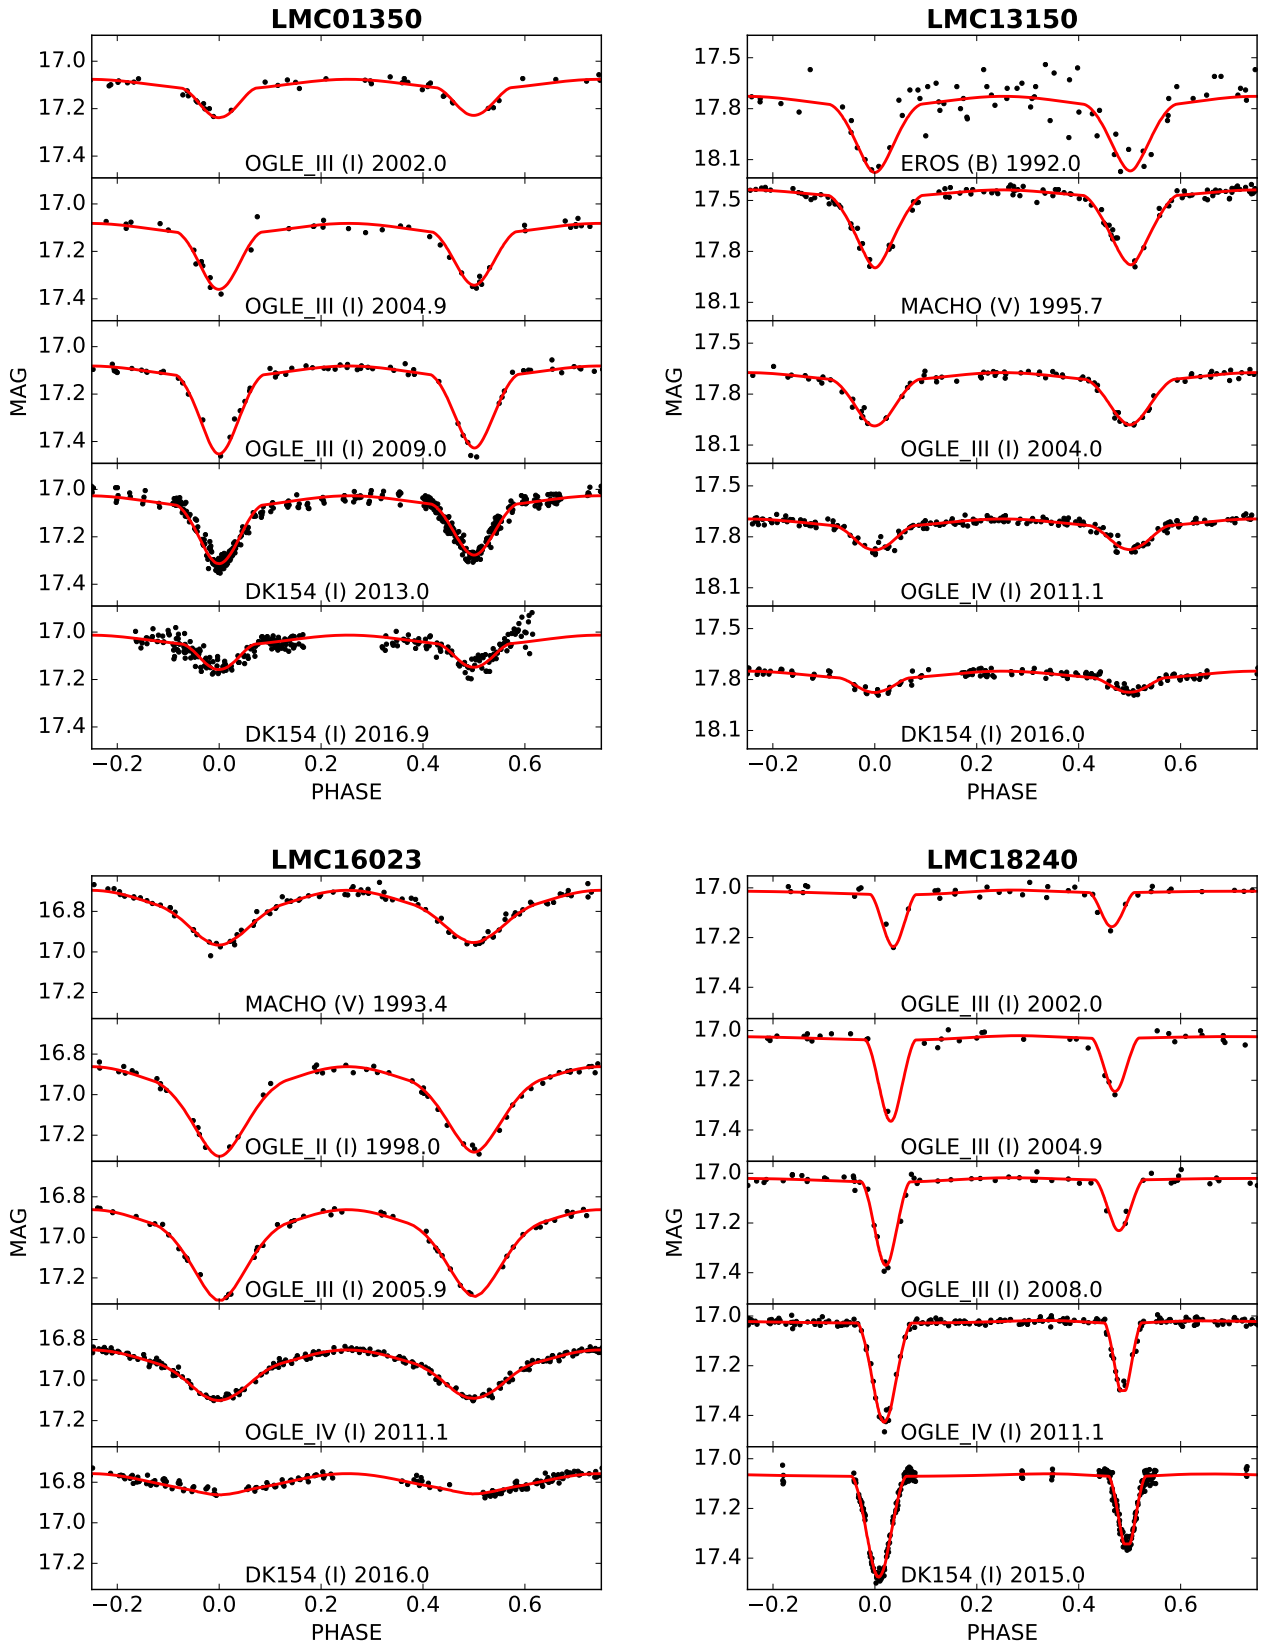 LMC01350
17.0
17.2
17.4
OGLE_III (I) 2002.0
17.0
17.2
17.4
OGLE_III (I) 2004.9
17.0
17.2
17.4
MAG
OGLE_III (I) 2009.0
17.0
17.2
17.4
DK154 (I) 2013.0
17.0
17.2
17.4
DK154 (I) 2016.9
−0.2 0.0 0.2 0.4 0.6
PHASE
LMC13150
17.5
17.8
18.1
EROS (B) 1992.0
17.5
17.8
18.1
MACHO (V) 1995.7
17.5
17.8
18.1
MAG
OGLE_III (I) 2004.0
17.5
17.8
18.1
OGLE_IV (I) 2011.1
17.5
17.8
18.1
DK154 (I) 2016.0
−0.2 0.0 0.2 0.4 0.6
PHASE
LMC16023
16.8
17.0
17.2
MACHO (V) 1993.4
16.8
17.0
17.2
OGLE_II (I) 1998.0
16.8
17.0
17.2
MAG
OGLE_III (I) 2005.9
16.8
17.0
17.2
OGLE_IV (I) 2011.1
16.8
17.0
17.2
DK154 (I) 2016.0
−0.2 0.0 0.2 0.4 0.6
PHASE
LMC18240
17.0
17.2
17.4
OGLE_III (I) 2002.0
17.0
17.2
17.4
OGLE_III (I) 2004.9
17.0
17.2
17.4
MAG
OGLE_III (I) 2008.0
17.0
17.2
17.4
OGLE_IV (I) 2011.1
17.0
17.2
17.4
DK154 (I) 2015.0
−0.2 0.0 0.2 0.4 0.6
PHASE